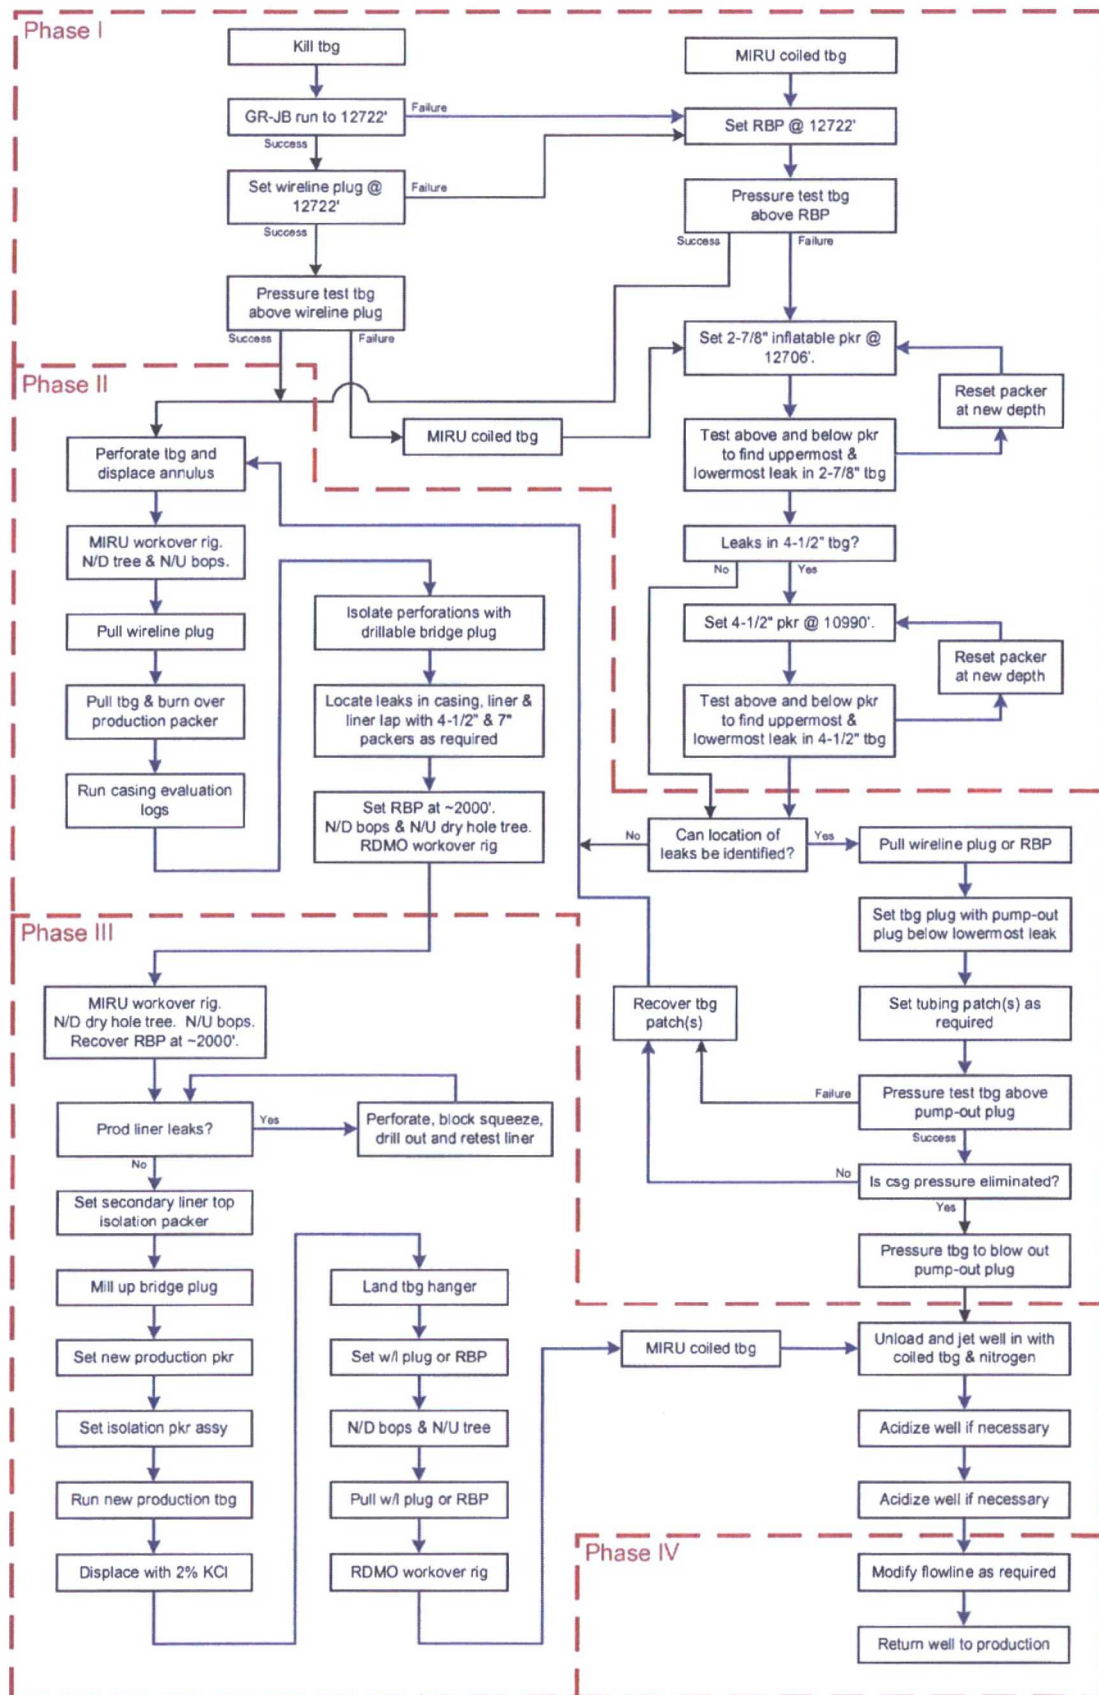 Phase I
Kill tbg
MIRU coiled tbg
GR-JB run to 12722'
Failure
Set RBP @ 12722'
Success
Set wireline plug @
12722'
Failure
Pressure test tbg
above RBP
Success
Success
Failure
Pressure test tbg
above wireline plug
Success
Failure
Set 2-7/8" inflatable pkr @
12706'.
Phase II
Reset packer
at new depth
MIRU coiled tbg
Perforate tbg and
displace annulus
Test above and below pkr
to find uppermost &
lowermost leak in 2-7/8" tbg
MIRU workover rig.
N/D tree & N/U bops.
Leaks in 4-1/2" tbg?
No
Yes
Isolate perforations with
drillable bridge plug
Pull wireline plug
Set 4-1/2" pkr @ 10990'.
Reset packer
at new depth
Pull tbg & burn over
production packer
Locate leaks in casing, liner &
liner lap with 4-1/2" & 7"
packers as required
Test above and below pkr
to find uppermost &
lowermost leak in 4-1/2" tbg
Run casing evaluation
logs
Set RBP at ~2000'.
N/D bops & N/U dry hole tree.
RDMO workover rig
No
Can location of
leaks be identified?
Yes
Pull wireline plug or RBP
Set tbg plug with pump-out
plug below lowermost leak
Phase III
MIRU workover rig.
N/D dry hole tree. N/U bops.
Recover RBP at ~2000'.
Recover tbg
patch(s)
Set tubing patch(s) as
required
Failure
Pressure test tbg above
pump-out plug
Prod liner leaks?
Yes
Perforate, block squeeze,
drill out and retest liner
Success
No
No
Is csg pressure eliminated?
Set secondary liner top
isolation packer
Yes
Pressure tbg to blow out
pump-out plug
Mill up bridge plug
Land tbg hanger
Set new production pkr
Set w/l plug or RBP
MIRU coiled tbg
Unload and jet well in with
coiled tbg & nitrogen
Set isolation pkr assy
N/D bops & N/U tree
Acidize well if necessary
Run new production tbg
Pull w/l plug or RBP
Acidize well if necessary
Phase IV
Displace with 2% KCl
RDMO workover rig
Modify flowline as required
Return well to production